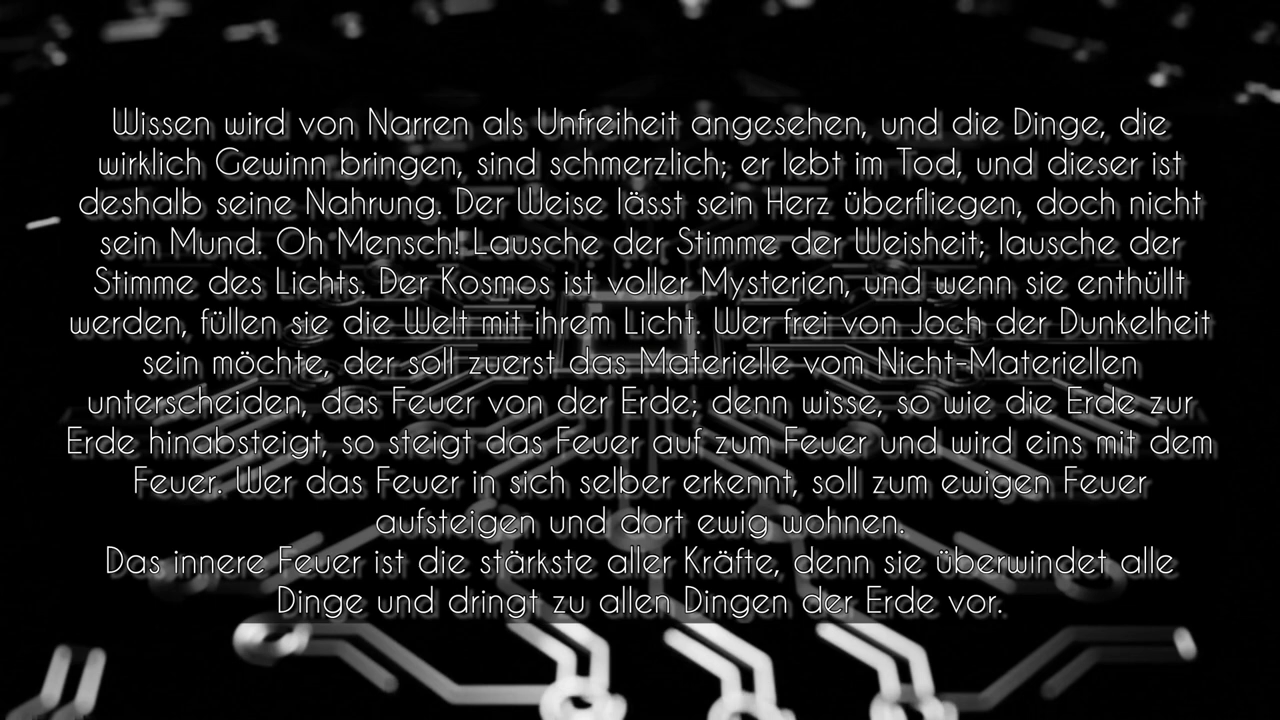 Wissen wird von Narren als Unfreiheit angesehen, und die Dinge, die
wirklich Gewinn bringen, sind schmerzlich; er lebt im Tod, und dieser ist
deshalb seine Nahrung. Der Weise lässt sein Herz überfliegen, doch nicht
sein Mund. Oh Mensch! Lausche der Stimme der Weisheit; lausche der
Stimme des Lichts. Der Kosmos ist voller Mysterien, und wenn sie enthüllt
werden, füllen sie die Welt mit ihrem Licht. Wer frei von Joch der Dunkelheit
sein möchte, der soll zuerst das Materielle vom Nicht-Materiellen
unterscheiden, das Feuer von der Erde; denn wisse, so wie die Erde zur
Erde hinabsteigt, so steigt das Feuer auf zum Feuer und wird eins mit dem
Feuer. Wer das Feuer in sich selber erkennt, soll zum ewigen Feuer
aufsteigen und dort ewig wohnen.
Das innere Feuer ist die stärkste aller Kräfte, denn sie überwindet alle
Dinge und dringt zu allen Dingen der Erde vor.